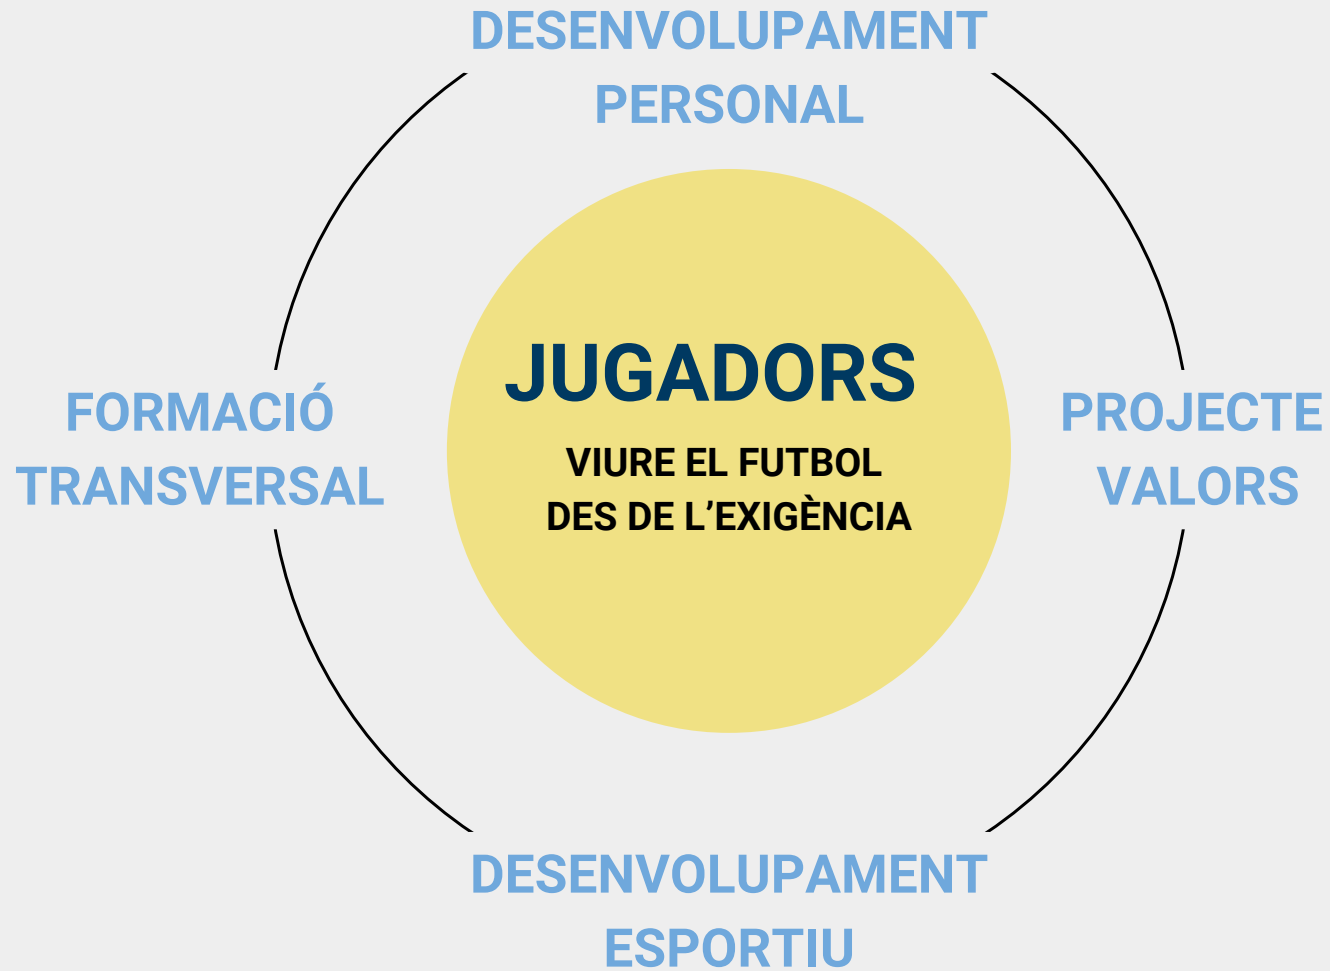 DESENVOLUPAMENT
PERSONAL
JUGADORS
VIURE EL FUTBOL
DES DE L’EXIGÈNCIA
FORMACIÓ
TRANSVERSAL
PROJECTE
VALORS
DESENVOLUPAMENT
ESPORTIU